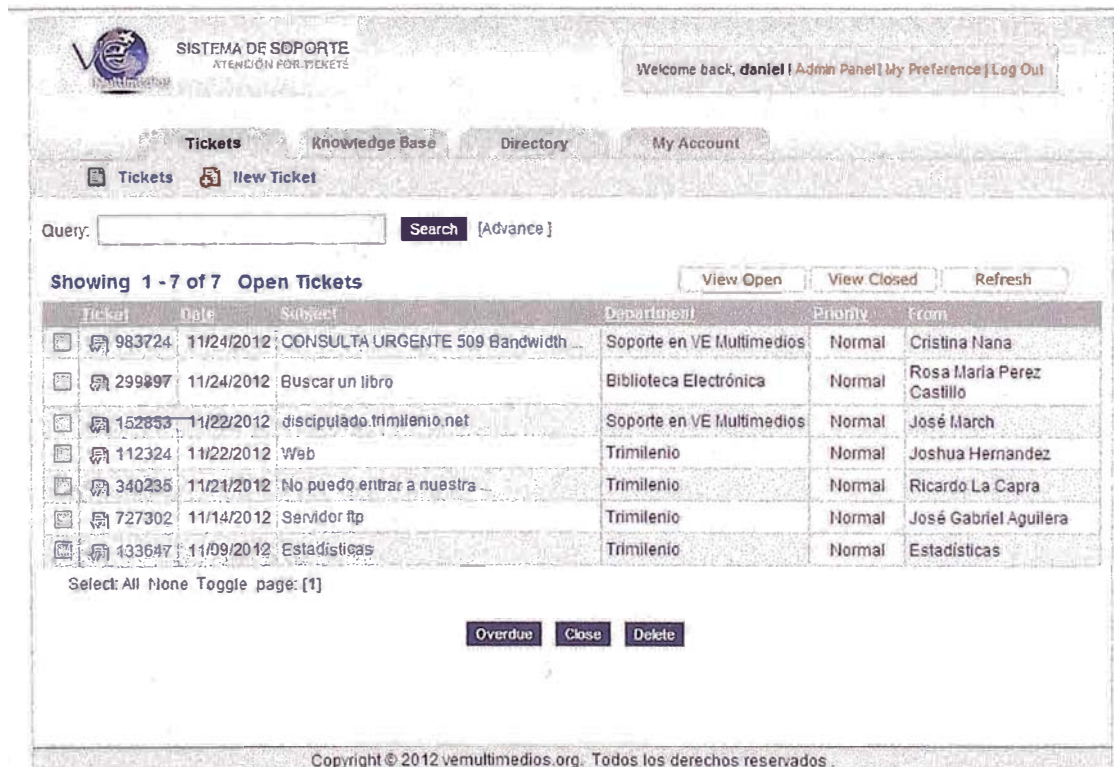 Ve
Multimedios
SISTEMA DE SOPORTE
ATENCIÓN POR TICKETS
Welcome back, daniel | Admin Panel | My Preference | Log Out
Tickets Knowledge Base Directory My Account
Tickets New Ticket
Query: Search [Advance ]
Showing 1 - 7 of 7 Open Tickets View Open View Closed Refresh
Ticket Date Subject Department Priority From
983724 11/24/2012 CONSULTA URGENTE 509 Bandwidth ... Soporte en VE Multimedios Normal Cristina Nana
299897 11/24/2012 Buscar un libro Biblioteca Electrónica Normal Rosa Maria Perez Castillo
152853 11/22/2012 discipulado.trimilenio.net Soporte en VE Multimedios Normal José March
112324 11/22/2012 Web Trimilenio Normal Joshua Hernandez
340235 11/21/2012 No puedo entrar a nuestra ... Trimilenio Normal Ricardo La Capra
727302 11/14/2012 Servidor ftp Trimilenio Normal José Gabriel Aguilera
133647 11/09/2012 Estadísticas Trimilenio Normal Estadísticas
Select: All None Toggle page: [1]
Overdue Close Delete
Copyright © 2012 vemultimedios.org. Todos los derechos reservados .